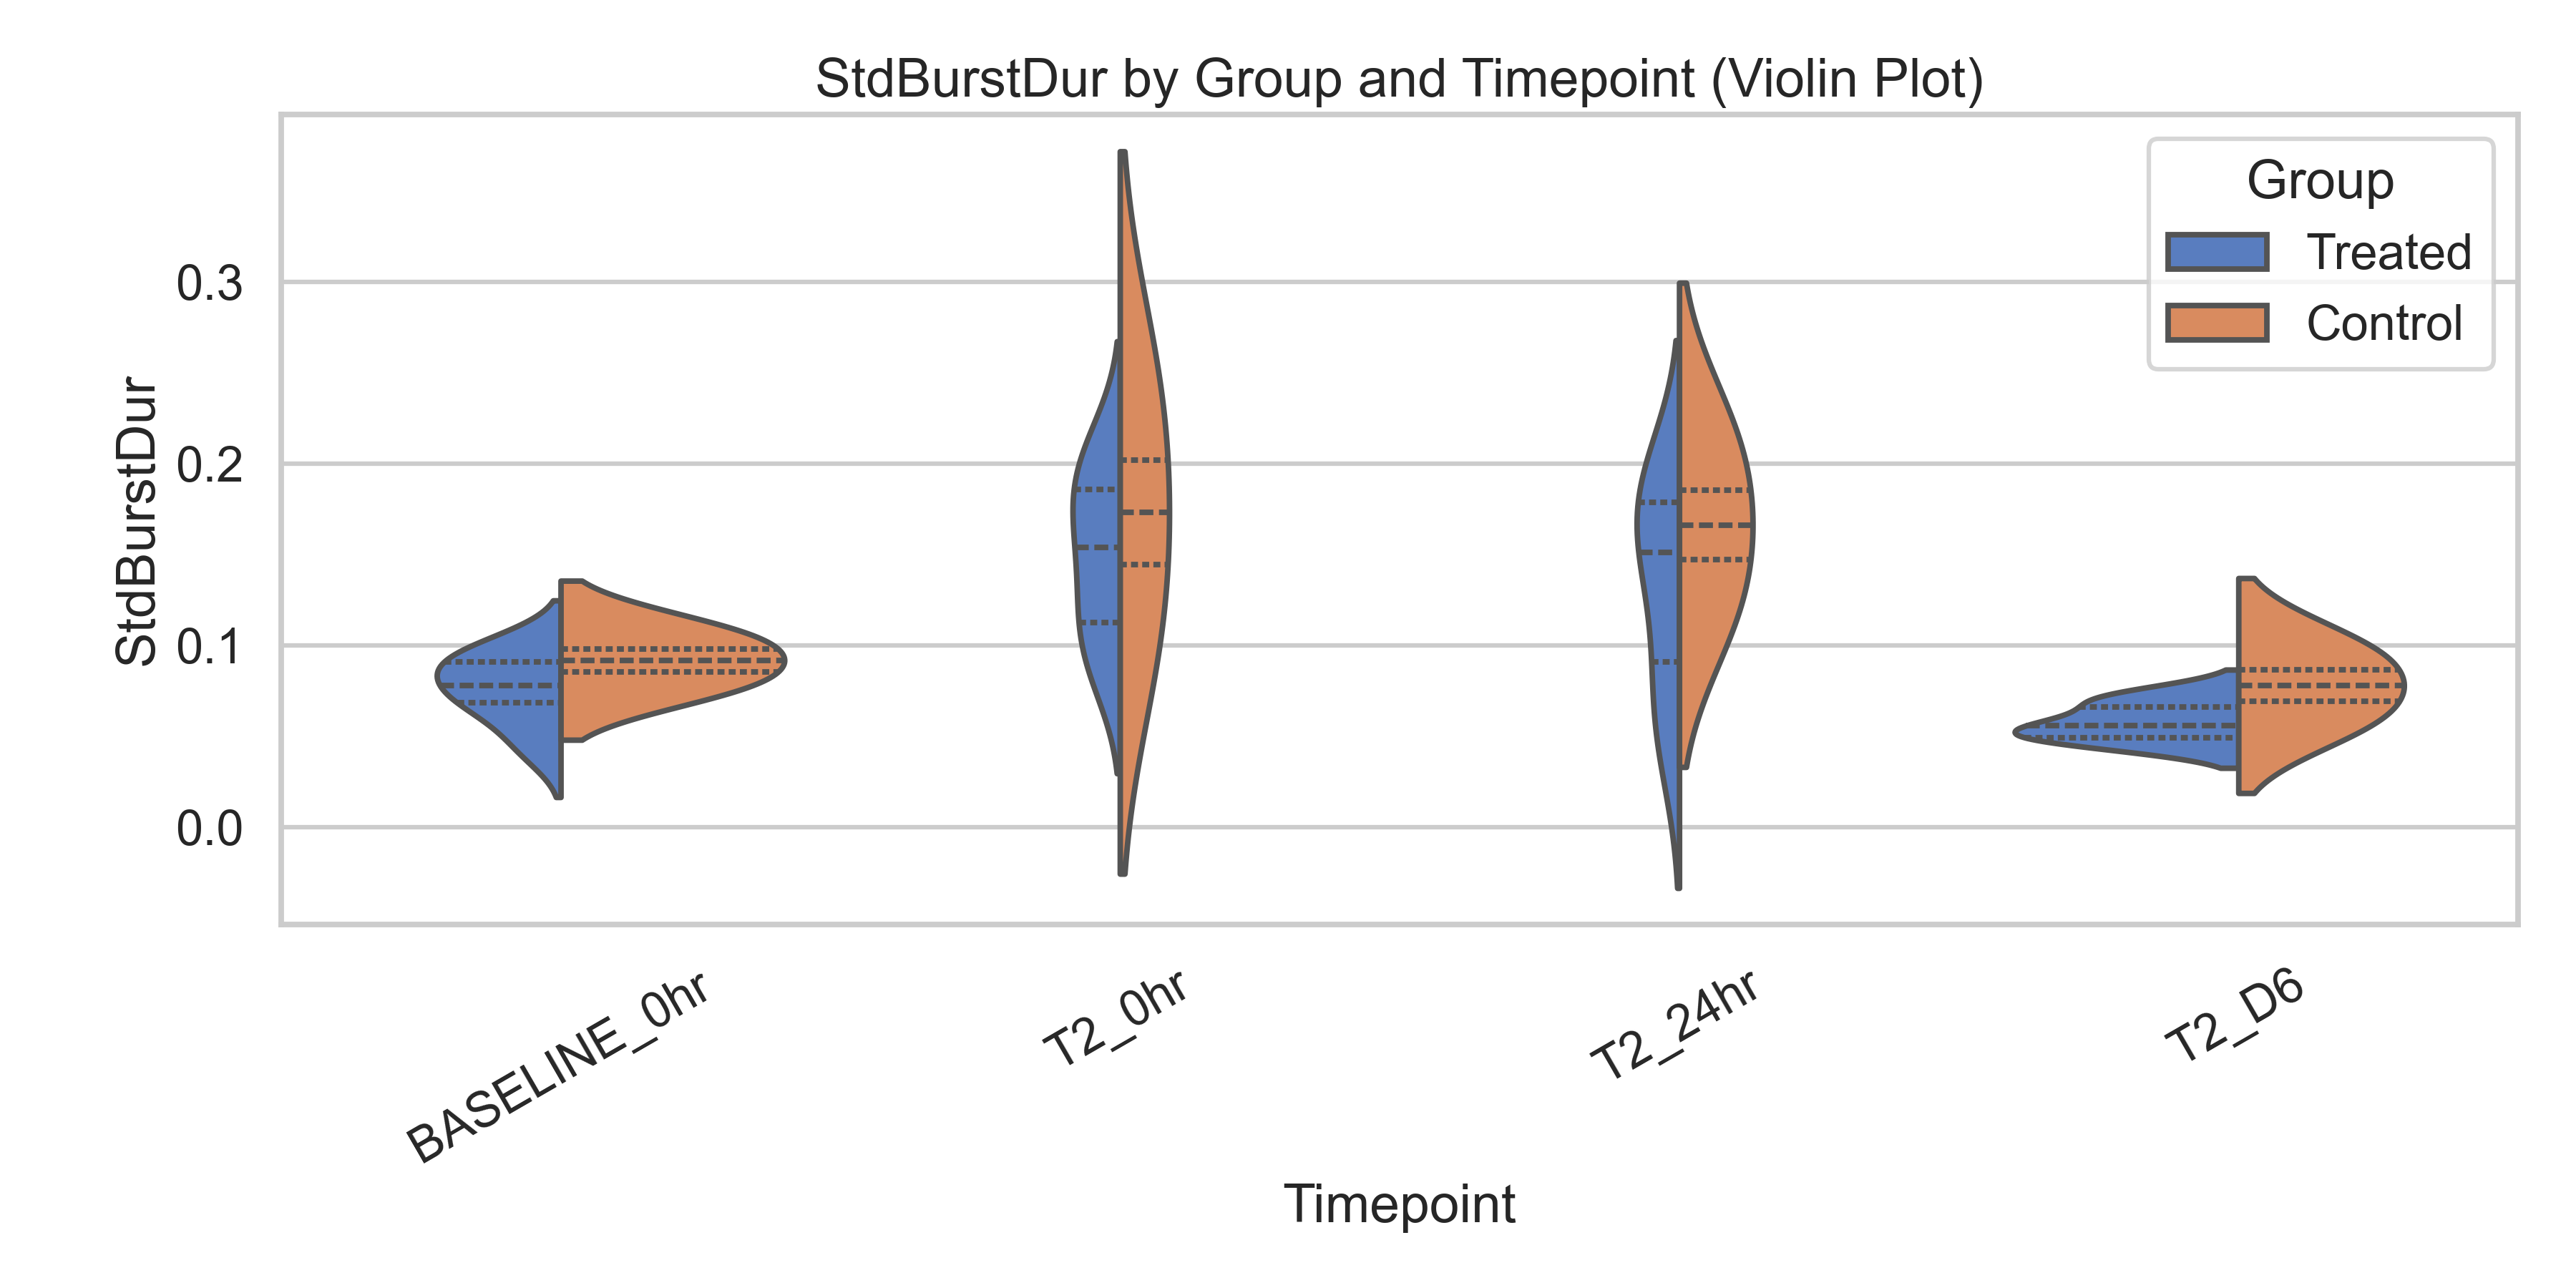 StdBurstDur by Group and Timepoint (Violin Plot)
Group
Treated
Control
StdBurstDur
0.3
0.2
0.1
0.0
BASELINE_0hr
T2_0hr
T2_24hr
T2_D6
Timepoint